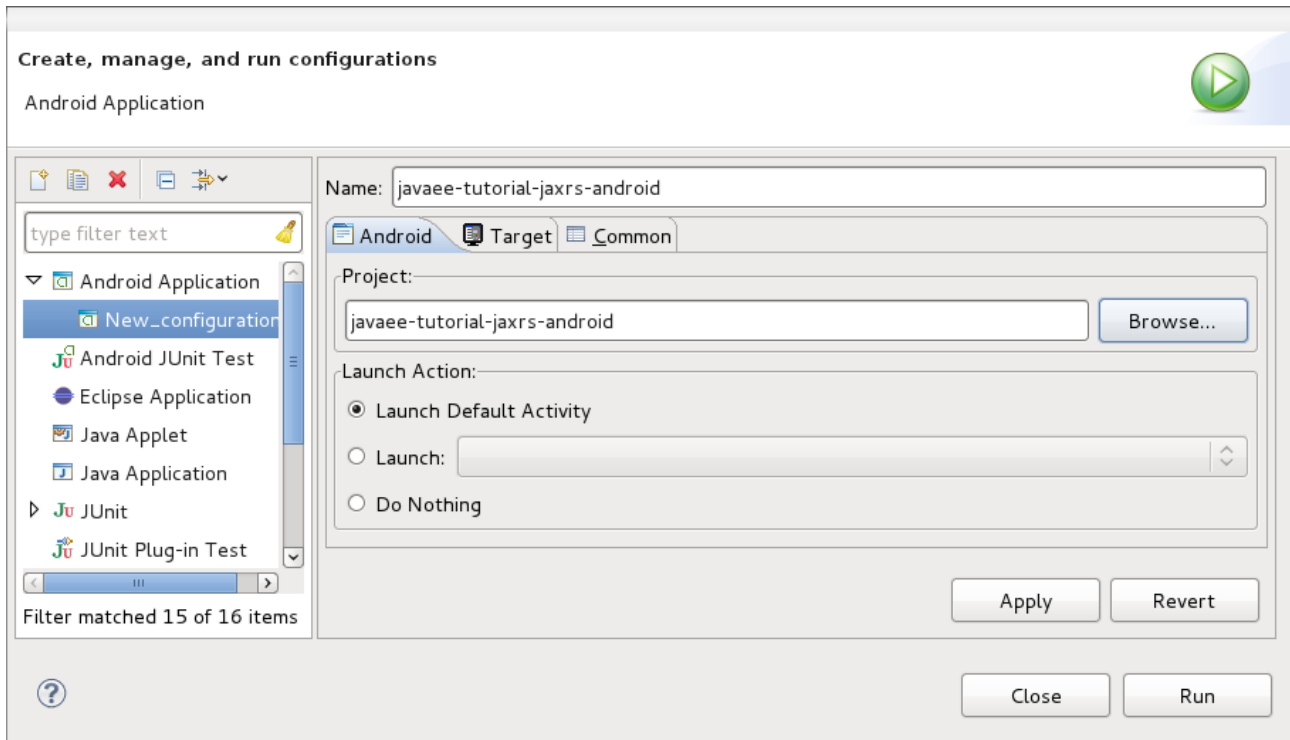 Create, manage, and run configurations
Android Application
type filter text
Android Application
New_configuration
Android JUnit Test
Eclipse Application
Java Applet
Java Application
JUnit
JUnit Plug-in Test
Filter matched 15 of 16 items
Name: javaee-tutorial-jaxrs-android
Android Target Common
Project:
javaee-tutorial-jaxrs-android Browse...
Launch Action:
Launch Default Activity
Launch:
Do Nothing
Apply Revert
Close Run